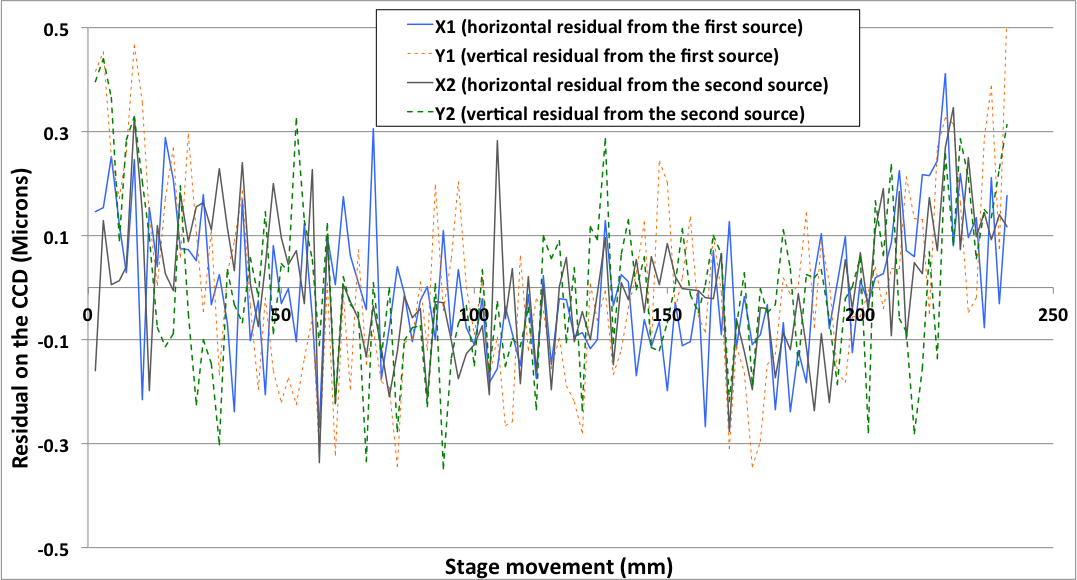 X1 (horizontal residual from the first source)
Y1 (vertical residual from the first source)
X2 (horizontal residual from the second source)
Y2 (vertical residual from the second source)
Residual on the CCD (Microns)
0.5
0.3
0.1
-0.1
-0.3
-0.5
0 50 100 150 200 250
Stage movement (mm)